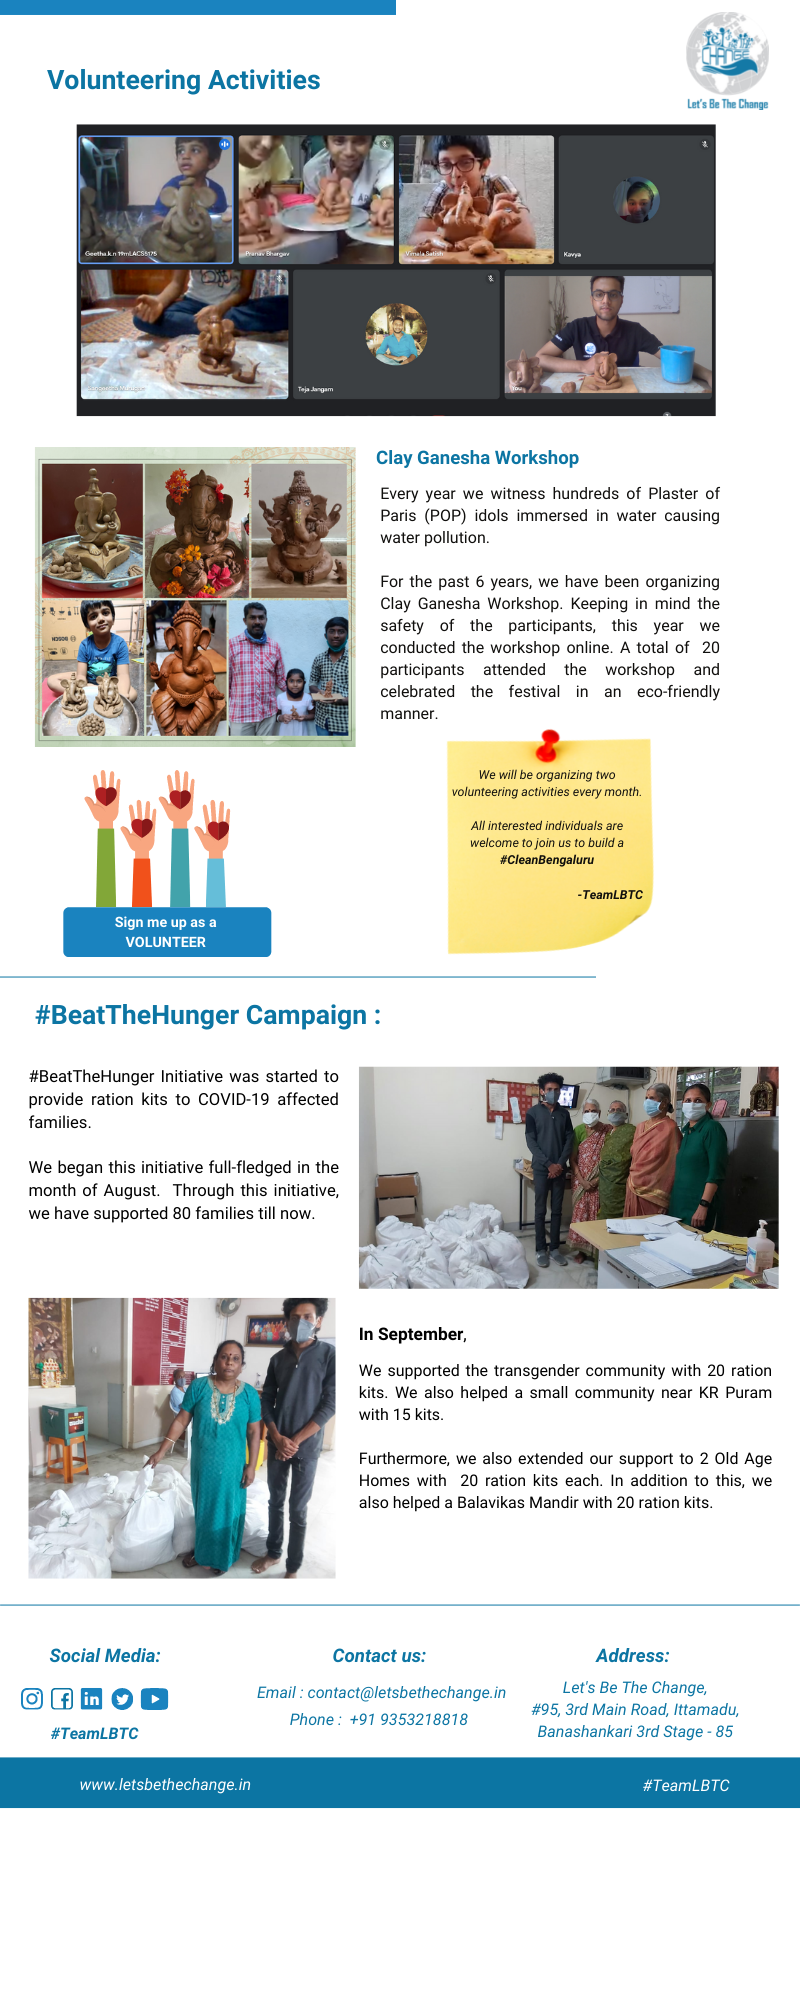 Let's Be The Change
Volunteering Activities
Geetha.k.n 19mLAC55175
Pranav Bhargav
Vimala Satish
Kavya
Teja Jangam
You
Clay Ganesha Workshop
Every year we witness hundreds of Plaster of
Paris (POP) idols immersed in water causing
water pollution.
For the past 6 years, we have been organizing
Clay Ganesha Workshop. Keeping in mind the
safety of the participants, this year we
conducted the workshop online. A total of 20
participants attended the workshop and
celebrated the festival in an eco-friendly
manner.
We will be organizing two
volunteering activities every month.
All interested individuals are
welcome to join us to build a
#CleanBengaluru
-TeamLBTC
Sign me up as a
VOLUNTEER
#BeatTheHunger Campaign :
#BeatTheHunger Initiative was started to
provide ration kits to COVID-19 affected
families.
We began this initiative full-fledged in the
month of August. Through this initiative,
we have supported 80 families till now.
In September,
We supported the transgender community with 20 ration
kits. We also helped a small community near KR Puram
with 15 kits.
Furthermore, we also extended our support to 2 Old Age
Homes with 20 ration kits each. In addition to this, we
also helped a Balavikas Mandir with 20 ration kits.
Social Media:
#TeamLBTC
Contact us:
Email : contact@letsbethechange.in
Phone : +91 9353218818
Address:
Let's Be The Change,
#95, 3rd Main Road, Ittamadu,
Banashankari 3rd Stage - 85
www.letsbethechange.in
#TeamLBTC